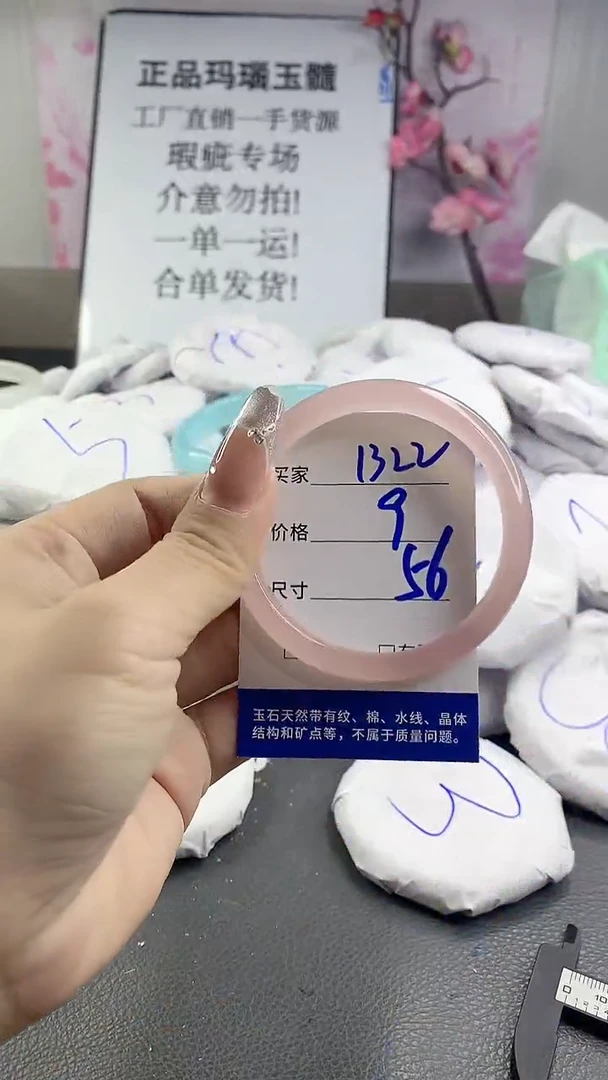 正品玛瑙玉髓
工厂直销一手货源
瑕疵专场
介意勿拍!
一单一运!
合单发货!
买家 1322
价格 9
尺寸 56
玉石天然带有纹、棉、水线、晶体
结构和矿点等，不属于质量问题。
0 10